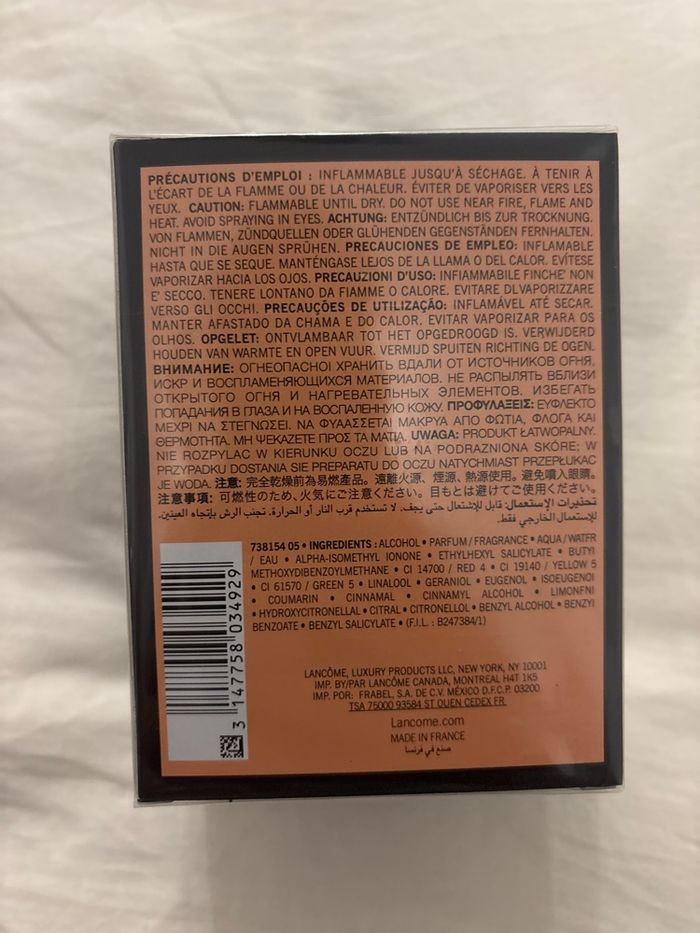 PRÉCAUTIONS D'EMPLOI : INFLAMMABLE JUSQU'À SÉCHAGE. À TENIR À
L'ÉCART DE LA FLAMME OU DE LA CHALEUR. ÉVITER DE VAPORISER VERS LES
YEUX. CAUTION: FLAMMABLE UNTIL DRY. DO NOT USE NEAR FIRE, FLAME AND
HEAT. AVOID SPRAYING IN EYES. ACHTUNG: ENTZÜNDLICH BIS ZUR TROCKNUNG.
VON FLAMMEN, ZÜNDQUELLEN ODER GLÜHENDEN GEGENSTÄNDEN FERNHALTEN.
NICHT IN DIE AUGEN SPRÜHEN. PRECAUCIONES DE EMPLEO: INFLAMABLE
HASTA QUE SE SEQUE. MANTÉNGASE LEJOS DE LA LLAMA O DEL CALOR. EVÍTESE
VAPORIZAR HACIA LOS OJOS. PRECAUZIONI D'USO: INFIAMMABILE FINCHE' NON
E' SECCO. TENERE LONTANO DA FIAMME O CALORE. EVITARE DI VAPORIZZARE
VERSO GLI OCCHI. PRECAUÇÕES DE UTILIZAÇÃO: INFLAMÁVEL ATÉ SECAR.
MANTER AFASTADO DA CHAMA E DO CALOR. EVITAR VAPORIZAR PARA OS
OLHOS. OPGELET: ONTVLAMBAAR TOT HET OPGEDROOGD IS. VERWIJDERD
HOUDEN VAN WARMTE EN OPEN VUUR. VERMIJD SPUITEN RICHTING DE OGEN.
ВНИМАНИЕ: ОГНЕОПАСНО! ХРАНИТЬ ВДАЛИ ОТ ИСТОЧНИКОВ ОГНЯ,
ИСКР И ВОСПЛАМЕНЯЮЩИХСЯ МАТЕРИАЛОВ. НЕ РАСПЫЛЯТЬ ВБЛИЗИ
ОТКРЫТОГО ОГНЯ И НАГРЕВАТЕЛЬНЫХ ЭЛЕМЕНТОВ. ИЗБЕГАТЬ
ПОПАДАНИЯ В ГЛАЗА И НА ВОСПАЛЕННУЮ КОЖУ. ΠΡΟΦΥΛΑΞΕΙΣ: ΕΥΦΛΕΚΤΟ
ΜΕΧΡΙ ΝΑ ΣΤΕΓΝΩΣΕΙ. ΝΑ ΦΥΛΑΣΣΕΤΑΙ ΜΑΚΡΥΑ ΑΠΟ ΦΩΤΙΑ, ΦΛΟΓΑ ΚΑΙ
ΘΕΡΜΟΤΗΤΑ. ΜΗ ΨΕΚΑΖΕΤΕ ΠΡΟΣ ΤΑ ΜΑΤΙΑ. UWAGA: PRODUKT ŁATWOPALNY.
NIE ROZPYLAĆ W KIERUNKU OCZU LUB NA PODRAŻNIONĄ SKÓRĘ; W
PRZYPADKU DOSTANIA SIĘ PREPARATU DO OCZU NATYCHMIAST PRZEPŁUKAĆ
JE WODĄ. 注意: 完全乾燥前為易燃產品。遠離火源、煙源、熱源使用。避免噴入眼睛。
注意事項: 可燃性のため、火気にご注意ください。目もとは避けてご使用ください。
تحذيرات الإستعمال: قابل للإشتعال حتى يجف. لا تستخدم قرب النار أو الحرارة. تجنب الرش بإتجاه العينين.
للإستعمال الخارجي فقط.
738154 05 • INGREDIENTS : ALCOHOL • PARFUM / FRAGRANCE • AQUA / WATER
/ EAU • ALPHA-ISOMETHYL IONONE • ETHYLHEXYL SALICYLATE • BUTYL
METHOXYDIBENZOYLMETHANE • CI 14700 / RED 4 • CI 19140 / YELLOW 5
• CI 61570 / GREEN 5 • LINALOOL • GERANIOL • EUGENOL • ISOEUGENOL
• COUMARIN • CINNAMAL • CINNAMYL ALCOHOL • LIMONENE
• HYDROXYCITRONELLAL • CITRAL • CITRONELLOL • BENZYL ALCOHOL • BENZYL
BENZOATE • BENZYL SALICYLATE • (F.I.L. : B247384/1)
3 147758 034929
LANCÔME, LUXURY PRODUCTS LLC, NEW YORK, NY 10001
IMP. BY/PAR LANCÔME CANADA, MONTREAL H4T 1K5
IMP. POR: FRABEL, S.A. DE C.V. MÉXICO D.F.C.P. 03200
TSA 75000 93584 ST OUEN CEDEX FR
Lancome.com
MADE IN FRANCE
صنع في فرنسا